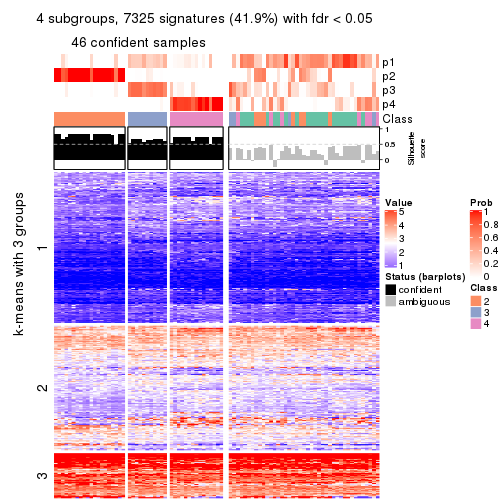 4 subgroups, 7325 signatures (41.9%) with fdr < 0.05
46 confident samples
p1
p2
p3
p4
Class
1
0.5
0
Silhouette
score
k-means with 3 groups
1
2
3
Value
5
4
3
2
1
Status (barplots)
confident
ambiguous
Prob
1
0.8
0.6
0.4
0.2
0
Class
2
3
4